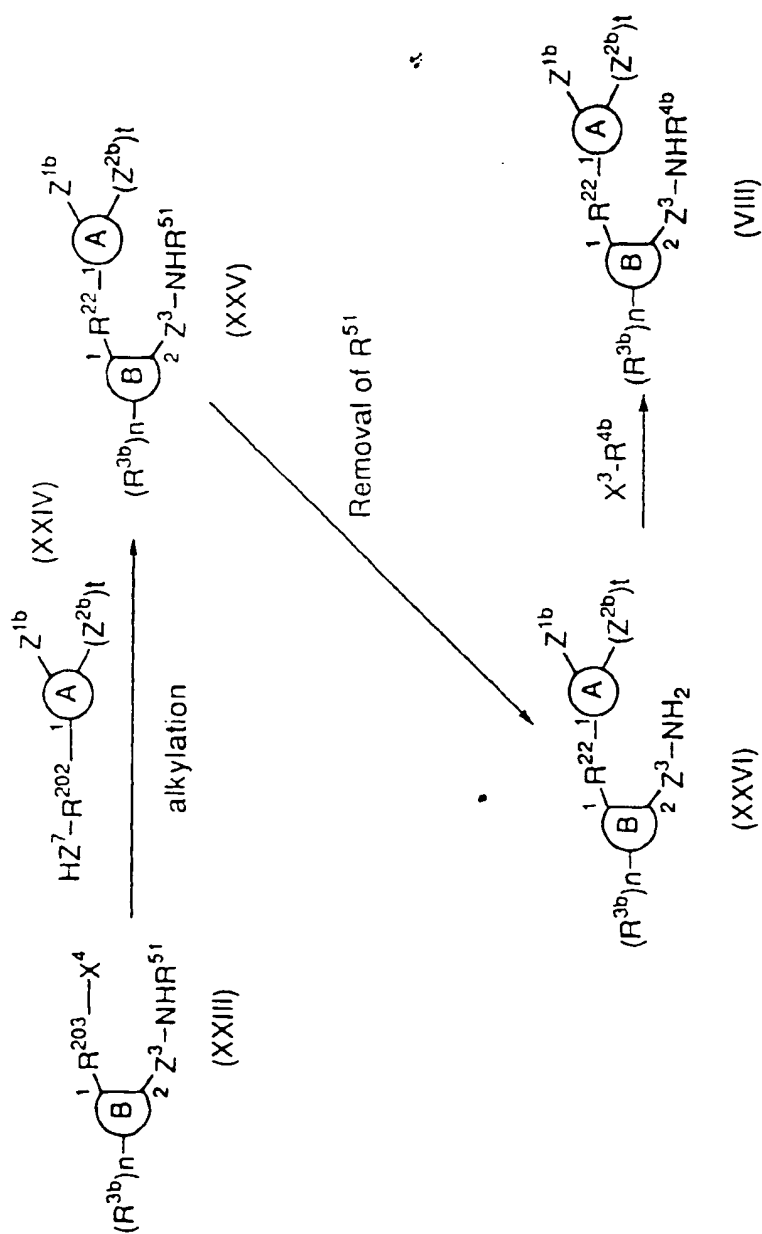 HZ⁷–R²⁰²—1 A Z¹ᵇ (Z²ᵇ)t
(XXIV)
alkylation
(R³ᵇ)n– B 1 R²⁰³—X⁴
2 Z³–NHR⁵¹
(XXIII)
(R³ᵇ)n– B 1 R²²–1 A Z¹ᵇ (Z²ᵇ)t
2 Z³–NHR⁵¹
(XXV)
Removal of R⁵¹
(R³ᵇ)n– B 1 R²²–1 A Z¹ᵇ (Z²ᵇ)t
2 Z³–NH₂
(XXVI)
X³-R⁴ᵇ
(R³ᵇ)n– B 1 R²²–1 A Z¹ᵇ (Z²ᵇ)t
2 Z³–NHR⁴ᵇ
(VIII)